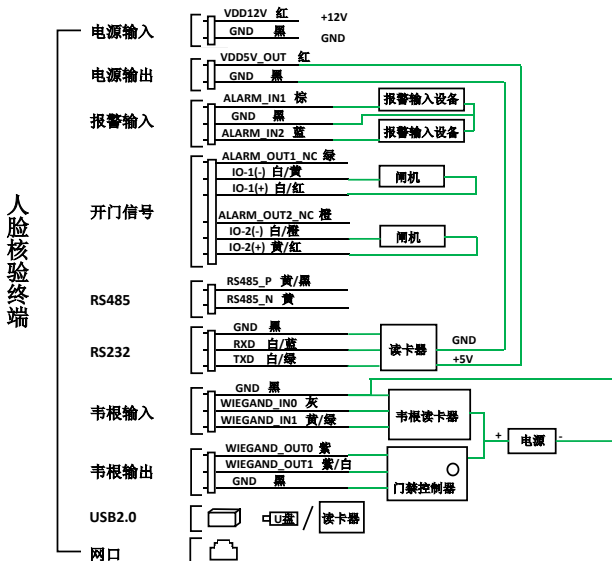 人脸核验终端
电源输入
VDD12V 红 +12V
GND 黑 GND
电源输出
VDD5V_OUT 红
GND 黑
报警输入
ALARM_IN1 棕
GND 黑
ALARM_IN2 蓝
报警输入设备
报警输入设备
开门信号
ALARM_OUT1_NC 绿
IO-1(-) 白/黄
IO-1(+) 白/红
闸机
ALARM_OUT2_NC 橙
IO-2(-) 白/橙
IO-2(+) 黄/红
闸机
RS485
RS485_P 黄/黑
RS485_N 黄
RS232
GND 黑
RXD 白/蓝
TXD 白/绿
读卡器
GND
+5V
韦根输入
GND 黑
WIEGAND_IN0 灰
WIEGAND_IN1 黄/绿
韦根读卡器
+ 电源 -
韦根输出
WIEGAND_OUT0 紫
WIEGAND_OUT1 紫/白
GND 黑
门禁控制器
USB2.0
U盘 / 读卡器
网口